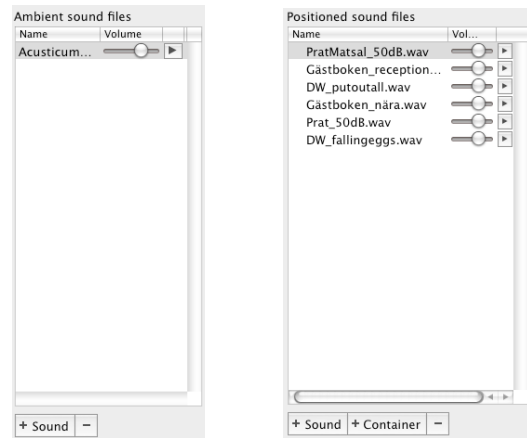 Ambient sound files
Name Volume
Acusticum...
+ Sound −
Positioned sound files
Name Vol...
PratMatsal_50dB.wav
Gästboken_reception...
DW_putoutall.wav
Gästboken_nära.wav
Prat_50dB.wav
DW_fallingeggs.wav
+ Sound + Container −